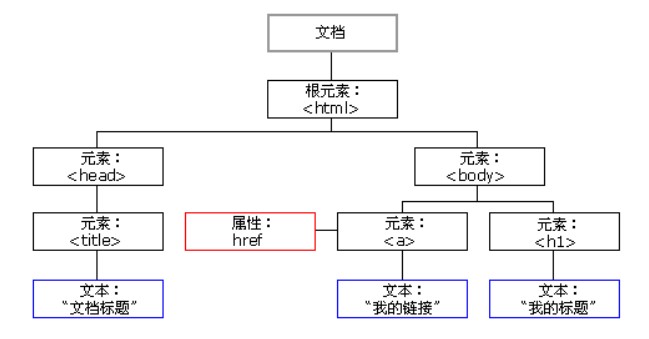 文档
根元素：
<html>
元素：
<head>
元素：
<body>
元素：
<title>
属性：
href
元素：
<a>
元素：
<h1>
文本：
“文档标题”
文本：
“我的链接”
文本：
“我的标题”